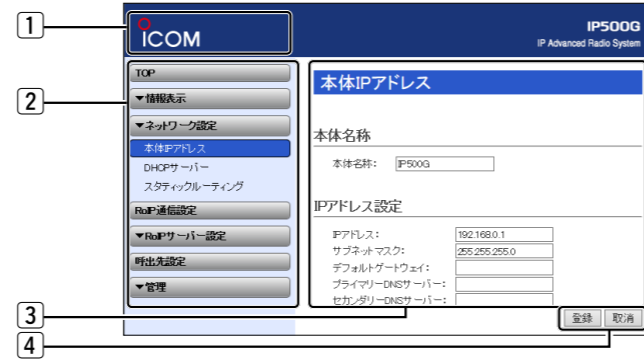 1
ICOM
IP500G
IP Advanced Radio System
2
TOP
▼情報表示
▼ネットワーク設定
本体IPアドレス
DHCPサーバー
スタティックルーティング
RoIP通信設定
▼RoIPサーバー設定
呼出先設定
▼管理
本体IPアドレス
本体名称
本体名称： IP500G
IPアドレス設定
IPアドレス： 192.168.0.1
サブネットマスク： 255.255.255.0
デフォルトゲートウェイ：
プライマリーDNSサーバー：
セカンダリーDNSサーバー：
3
登録 取消
4